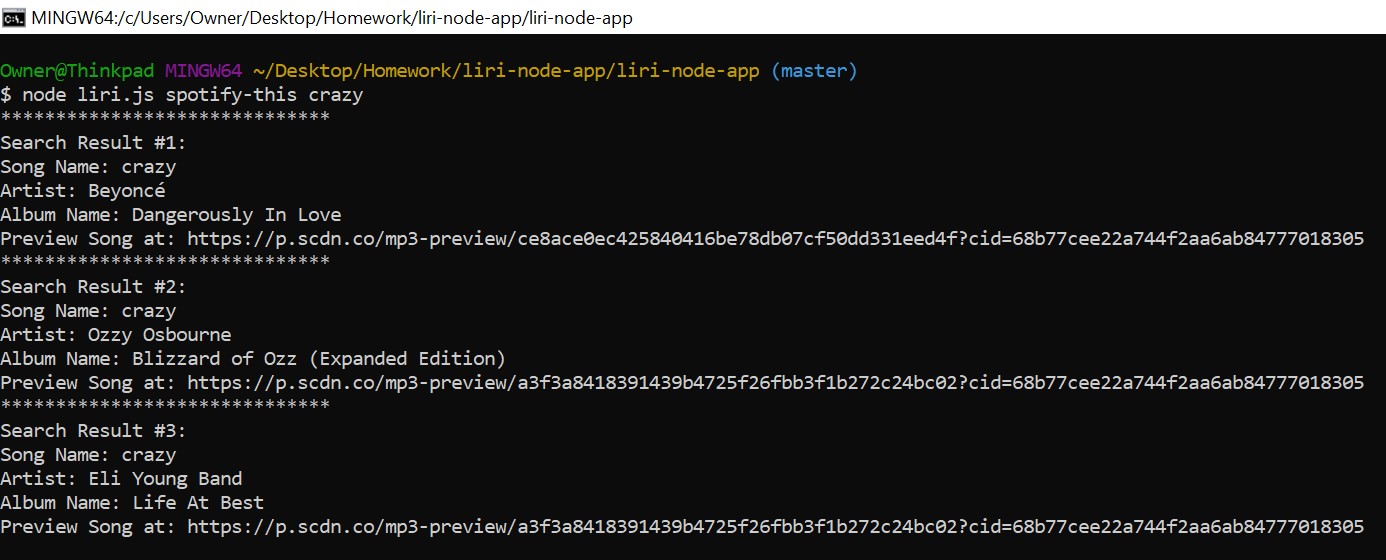 MINGW64:/c/Users/Owner/Desktop/Homework/liri-node-app/liri-node-app
Owner@Thinkpad MINGW64 ~/Desktop/Homework/liri-node-app/liri-node-app (master)
$ node liri.js spotify-this crazy
******************************
Search Result #1:
Song Name: crazy
Artist: Beyoncé
Album Name: Dangerously In Love
Preview Song at: https://p.scdn.co/mp3-preview/ce8ace0ec425840416be78db07cf50dd331eed4f?cid=68b77cee22a744f2aa6ab84777018305
******************************
Search Result #2:
Song Name: crazy
Artist: Ozzy Osbourne
Album Name: Blizzard of Ozz (Expanded Edition)
Preview Song at: https://p.scdn.co/mp3-preview/a3f3a8418391439b4725f26fbb3f1b272c24bc02?cid=68b77cee22a744f2aa6ab84777018305
******************************
Search Result #3:
Song Name: crazy
Artist: Eli Young Band
Album Name: Life At Best
Preview Song at: https://p.scdn.co/mp3-preview/a3f3a8418391439b4725f26fbb3f1b272c24bc02?cid=68b77cee22a744f2aa6ab84777018305